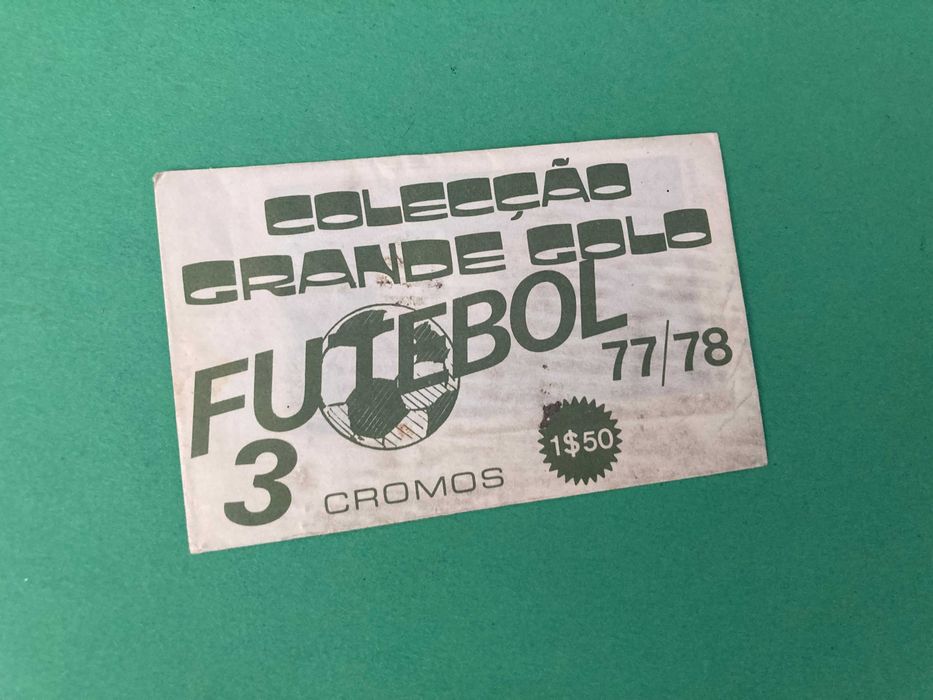 COLECÇÃO
GRANDE GOLO
FUTEBOL
77/78
3 CROMOS
1$50